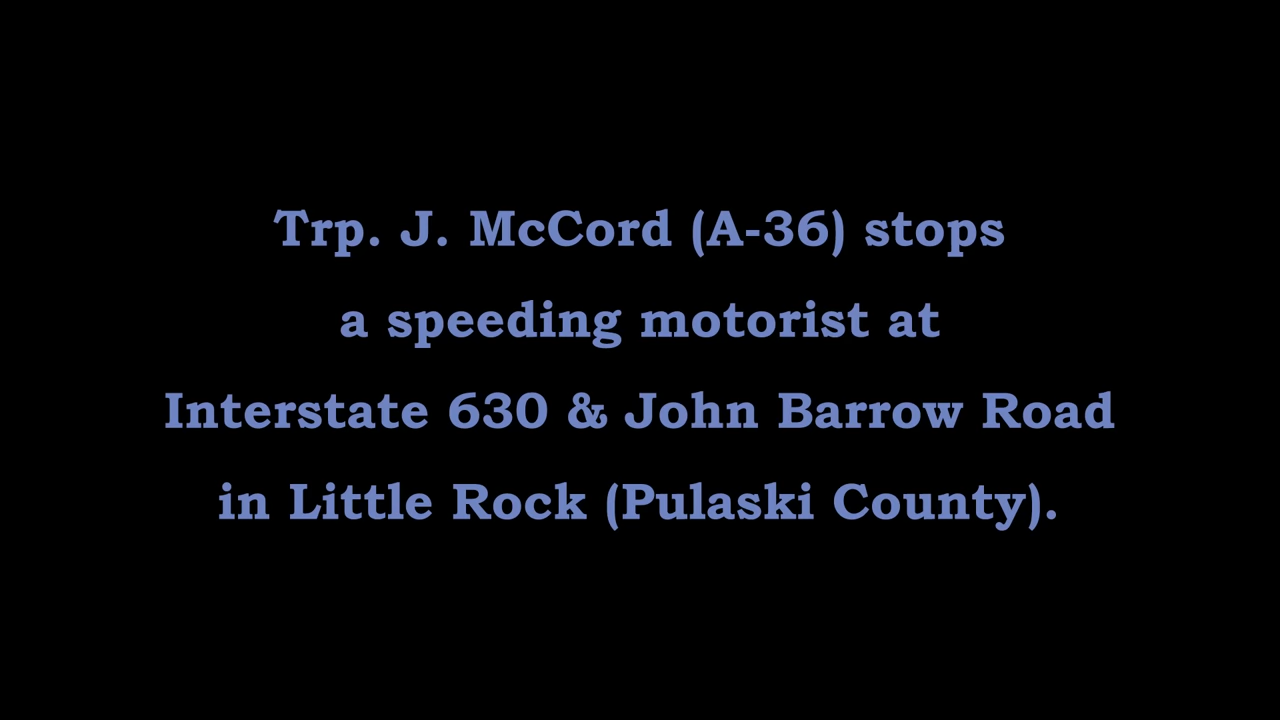 Trp. J. McCord (A-36) stops
a speeding motorist at
Interstate 630 & John Barrow Road
in Little Rock (Pulaski County).